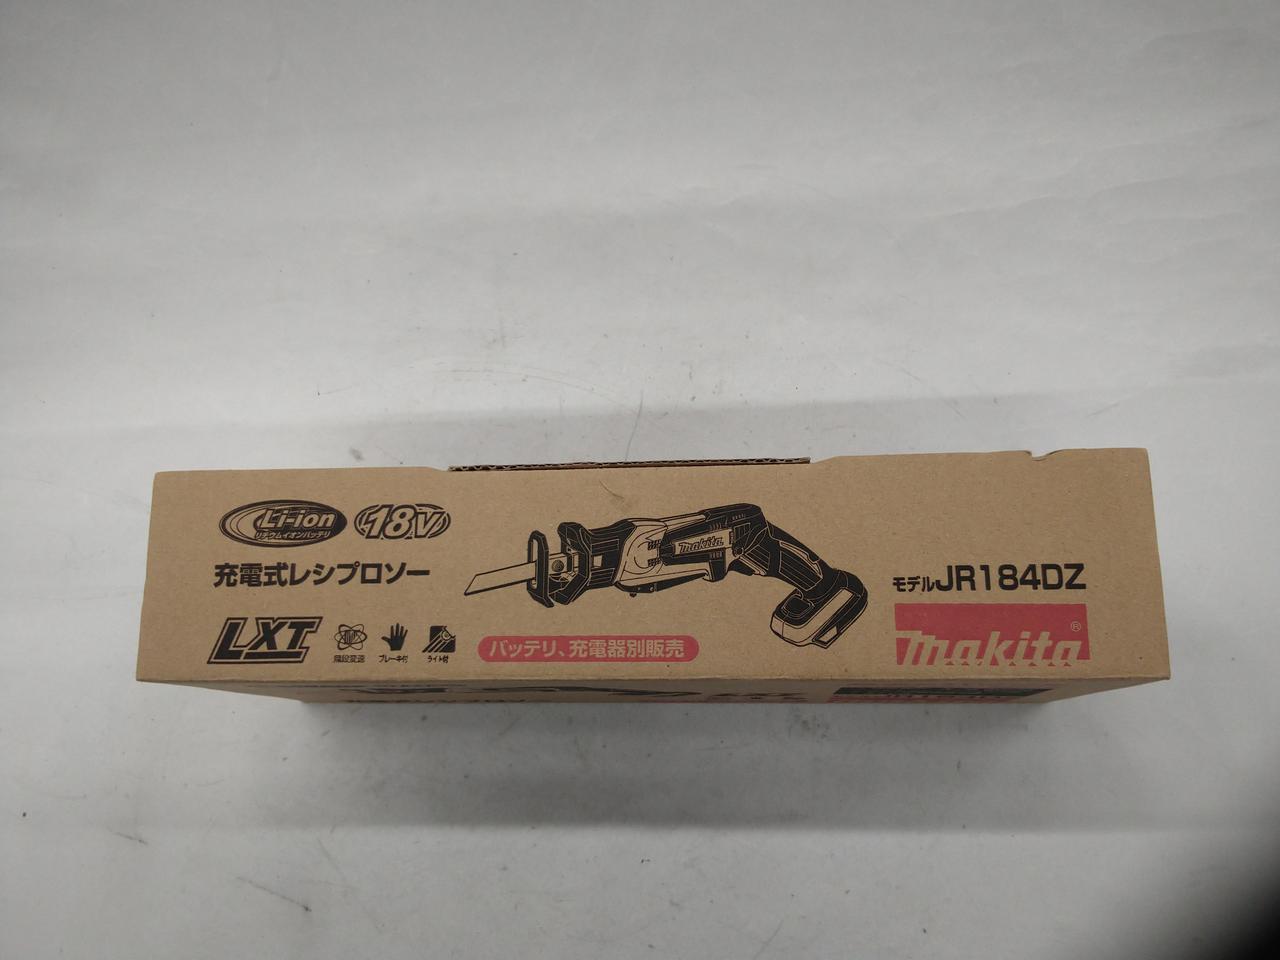 Li-ion
リチウムイオンバッテリ
18V
充電式レシプロソー
LXT
無段変速
ブレーキ付
ライト付
バッテリ、充電器別販売
makita
モデルJR184DZ
makita®